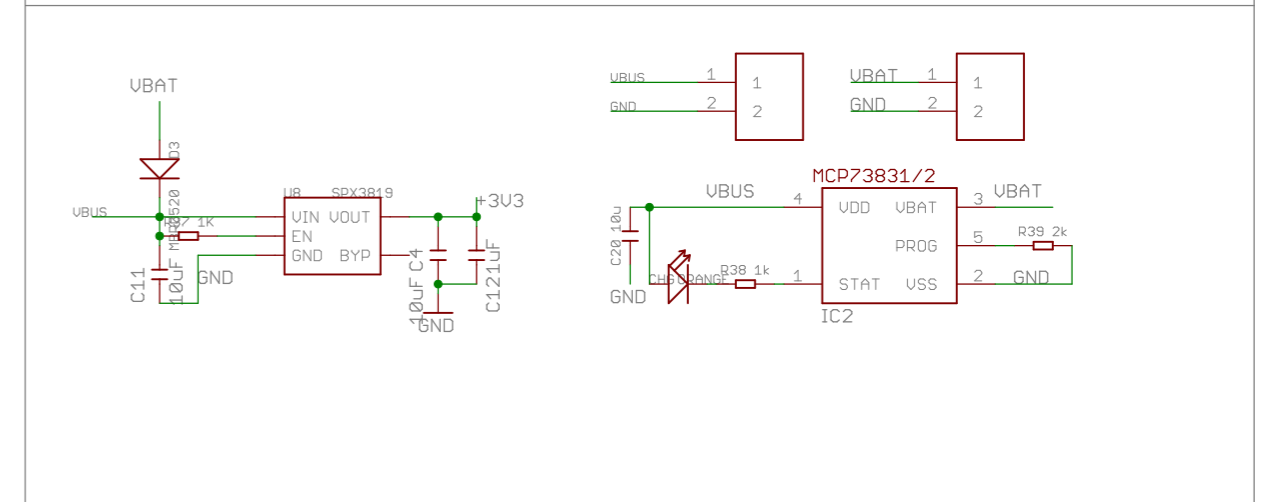 VBAT
D3
MBR0520
VBUS
R37 1K
U8
SPX3819
VIN VOUT
EN
GND BYP
GND
C11
10uF
+3V3
10uF C4
C12 1uF
GND
VBUS
GND
1
2
1
2
VBAT
GND
1
2
1
2
MCP73831/2
VBUS
4
VDD
VBAT
3
VBAT
PROG
5
R39 2k
STAT
1
VSS
2
GND
IC2
C20 10u
GND
CHG ORANGE
R38 1k